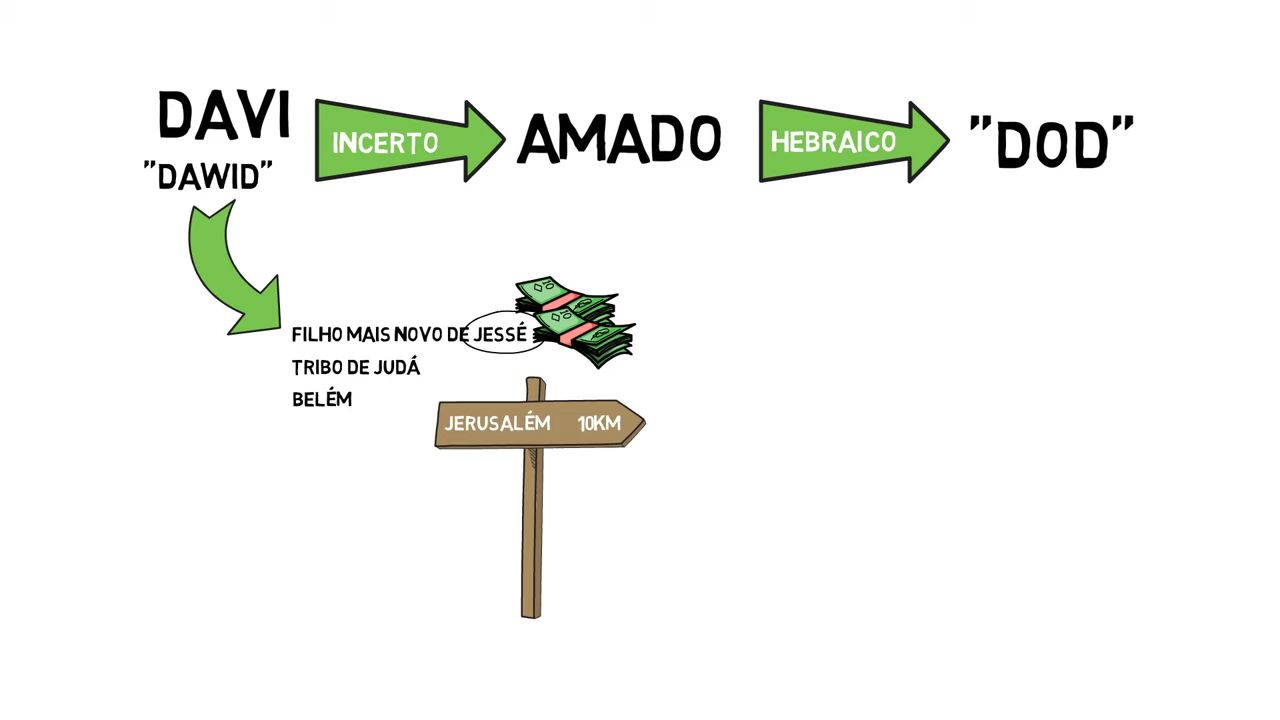 DAVI
"DAWID"
INCERTO
AMADO
HEBRAICO
"DOD"
FILHO MAIS NOVO DE JESSÉ
TRIBO DE JUDÁ
BELÉM
JERUSALÉM 10KM